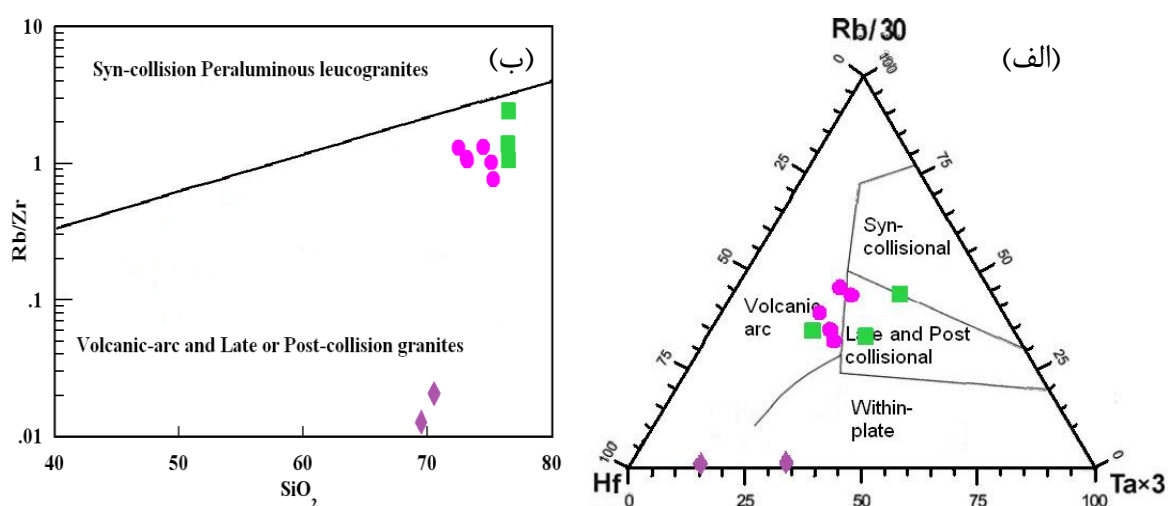 (ب)
10
1
.1
.01
Rb/Zr
Syn-collision Peraluminous leucogranites
Volcanic-arc and Late or Post-collision granites
40
50
60
70
80
SiO₂
(الف)
Rb/30
0
100
25
75
50
50
75
25
100
0
Syn-
collisional
Volcanic
arc
Late and Post
collisional
Within-
plate
Hf
0
25
50
75
100
Ta×3